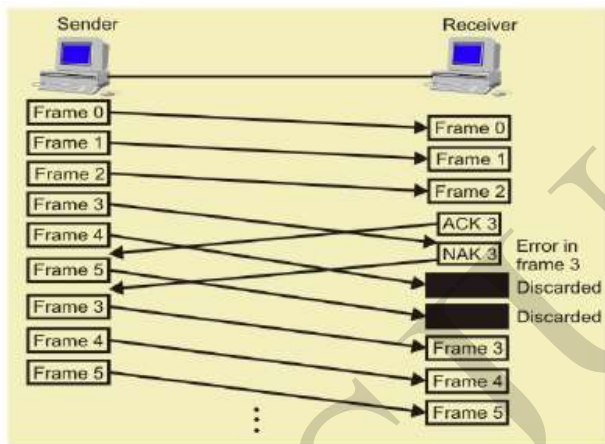 Sender
Receiver
Frame 0
Frame 1
Frame 2
Frame 3
Frame 4
Frame 5
Frame 3
Frame 4
Frame 5
Frame 0
Frame 1
Frame 2
ACK 3
NAK 3
Error in
frame 3
Discarded
Discarded
Frame 3
Frame 4
Frame 5